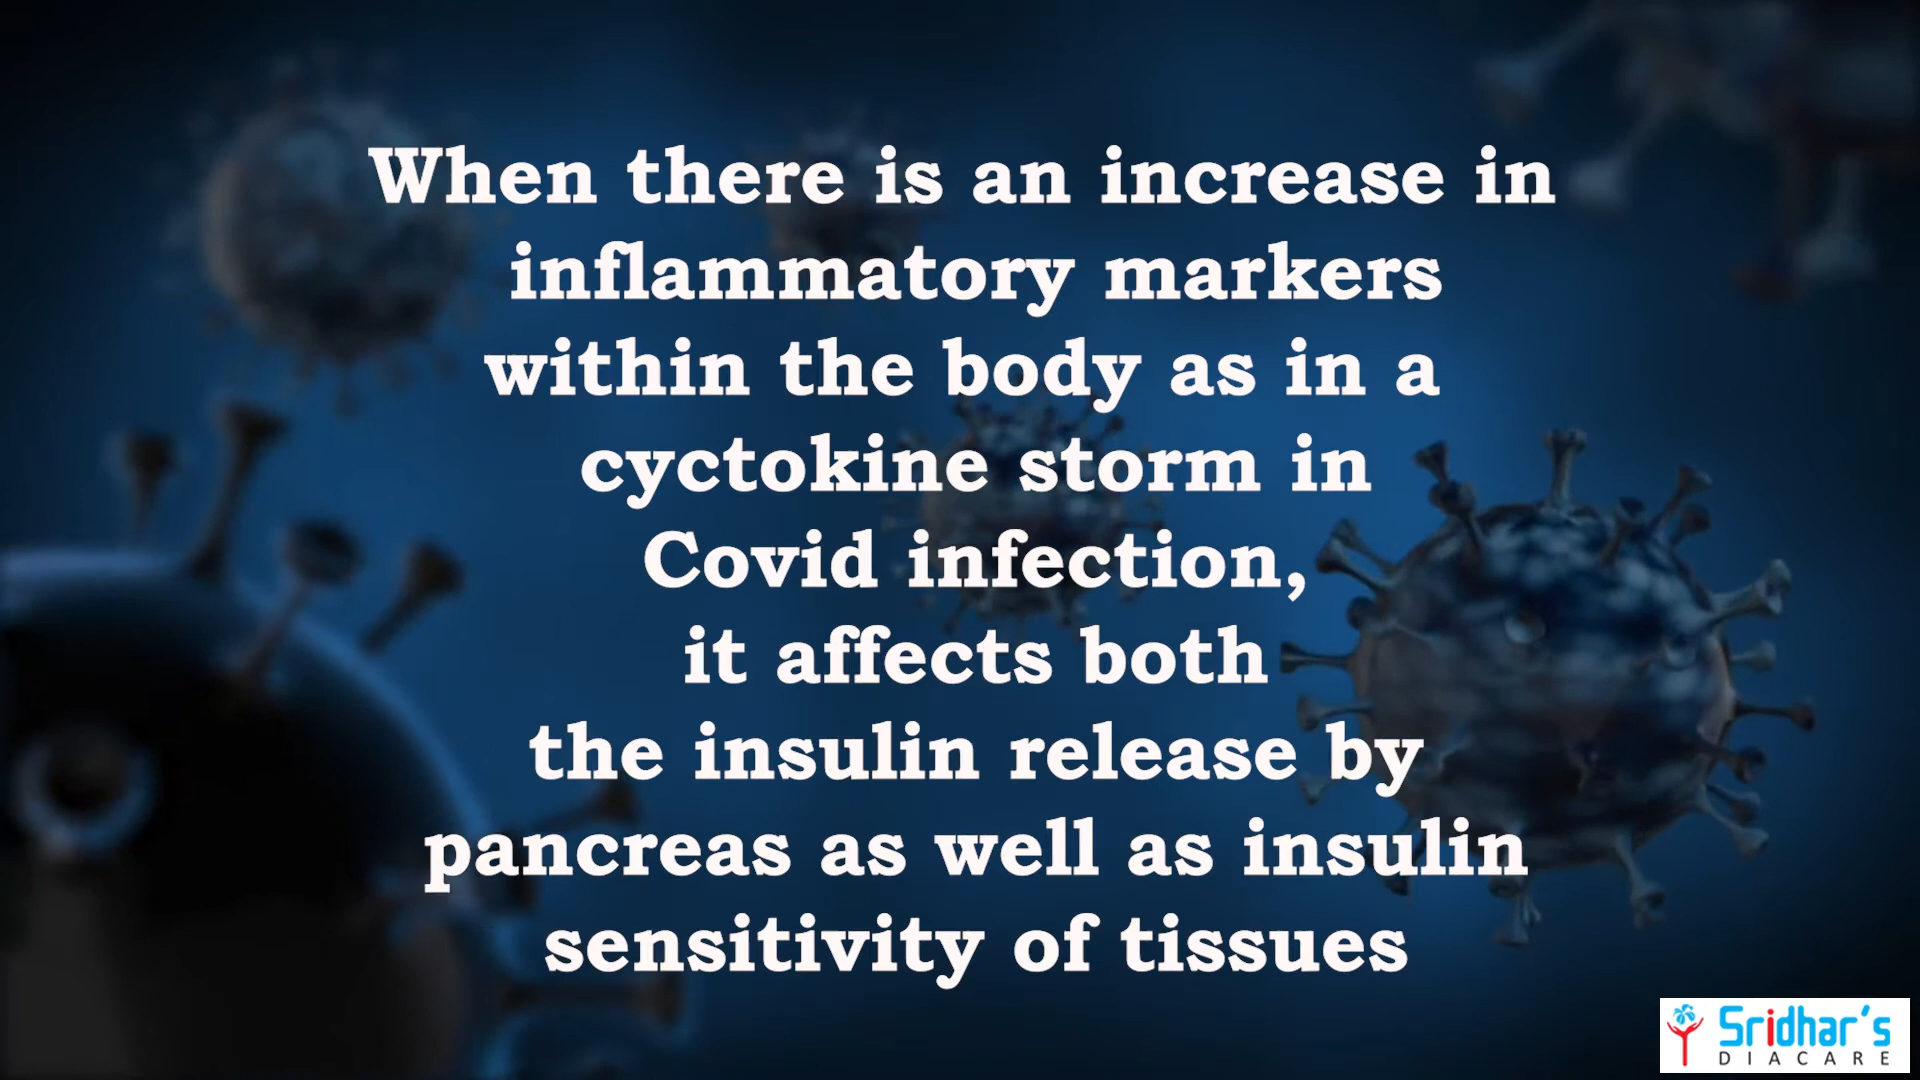 When there is an increase in
inflammatory markers
within the body as in a
cyctokine storm in
Covid infection,
it affects both
the insulin release by
pancreas as well as insulin
sensitivity of tissues
Sridhar's
DIACARE